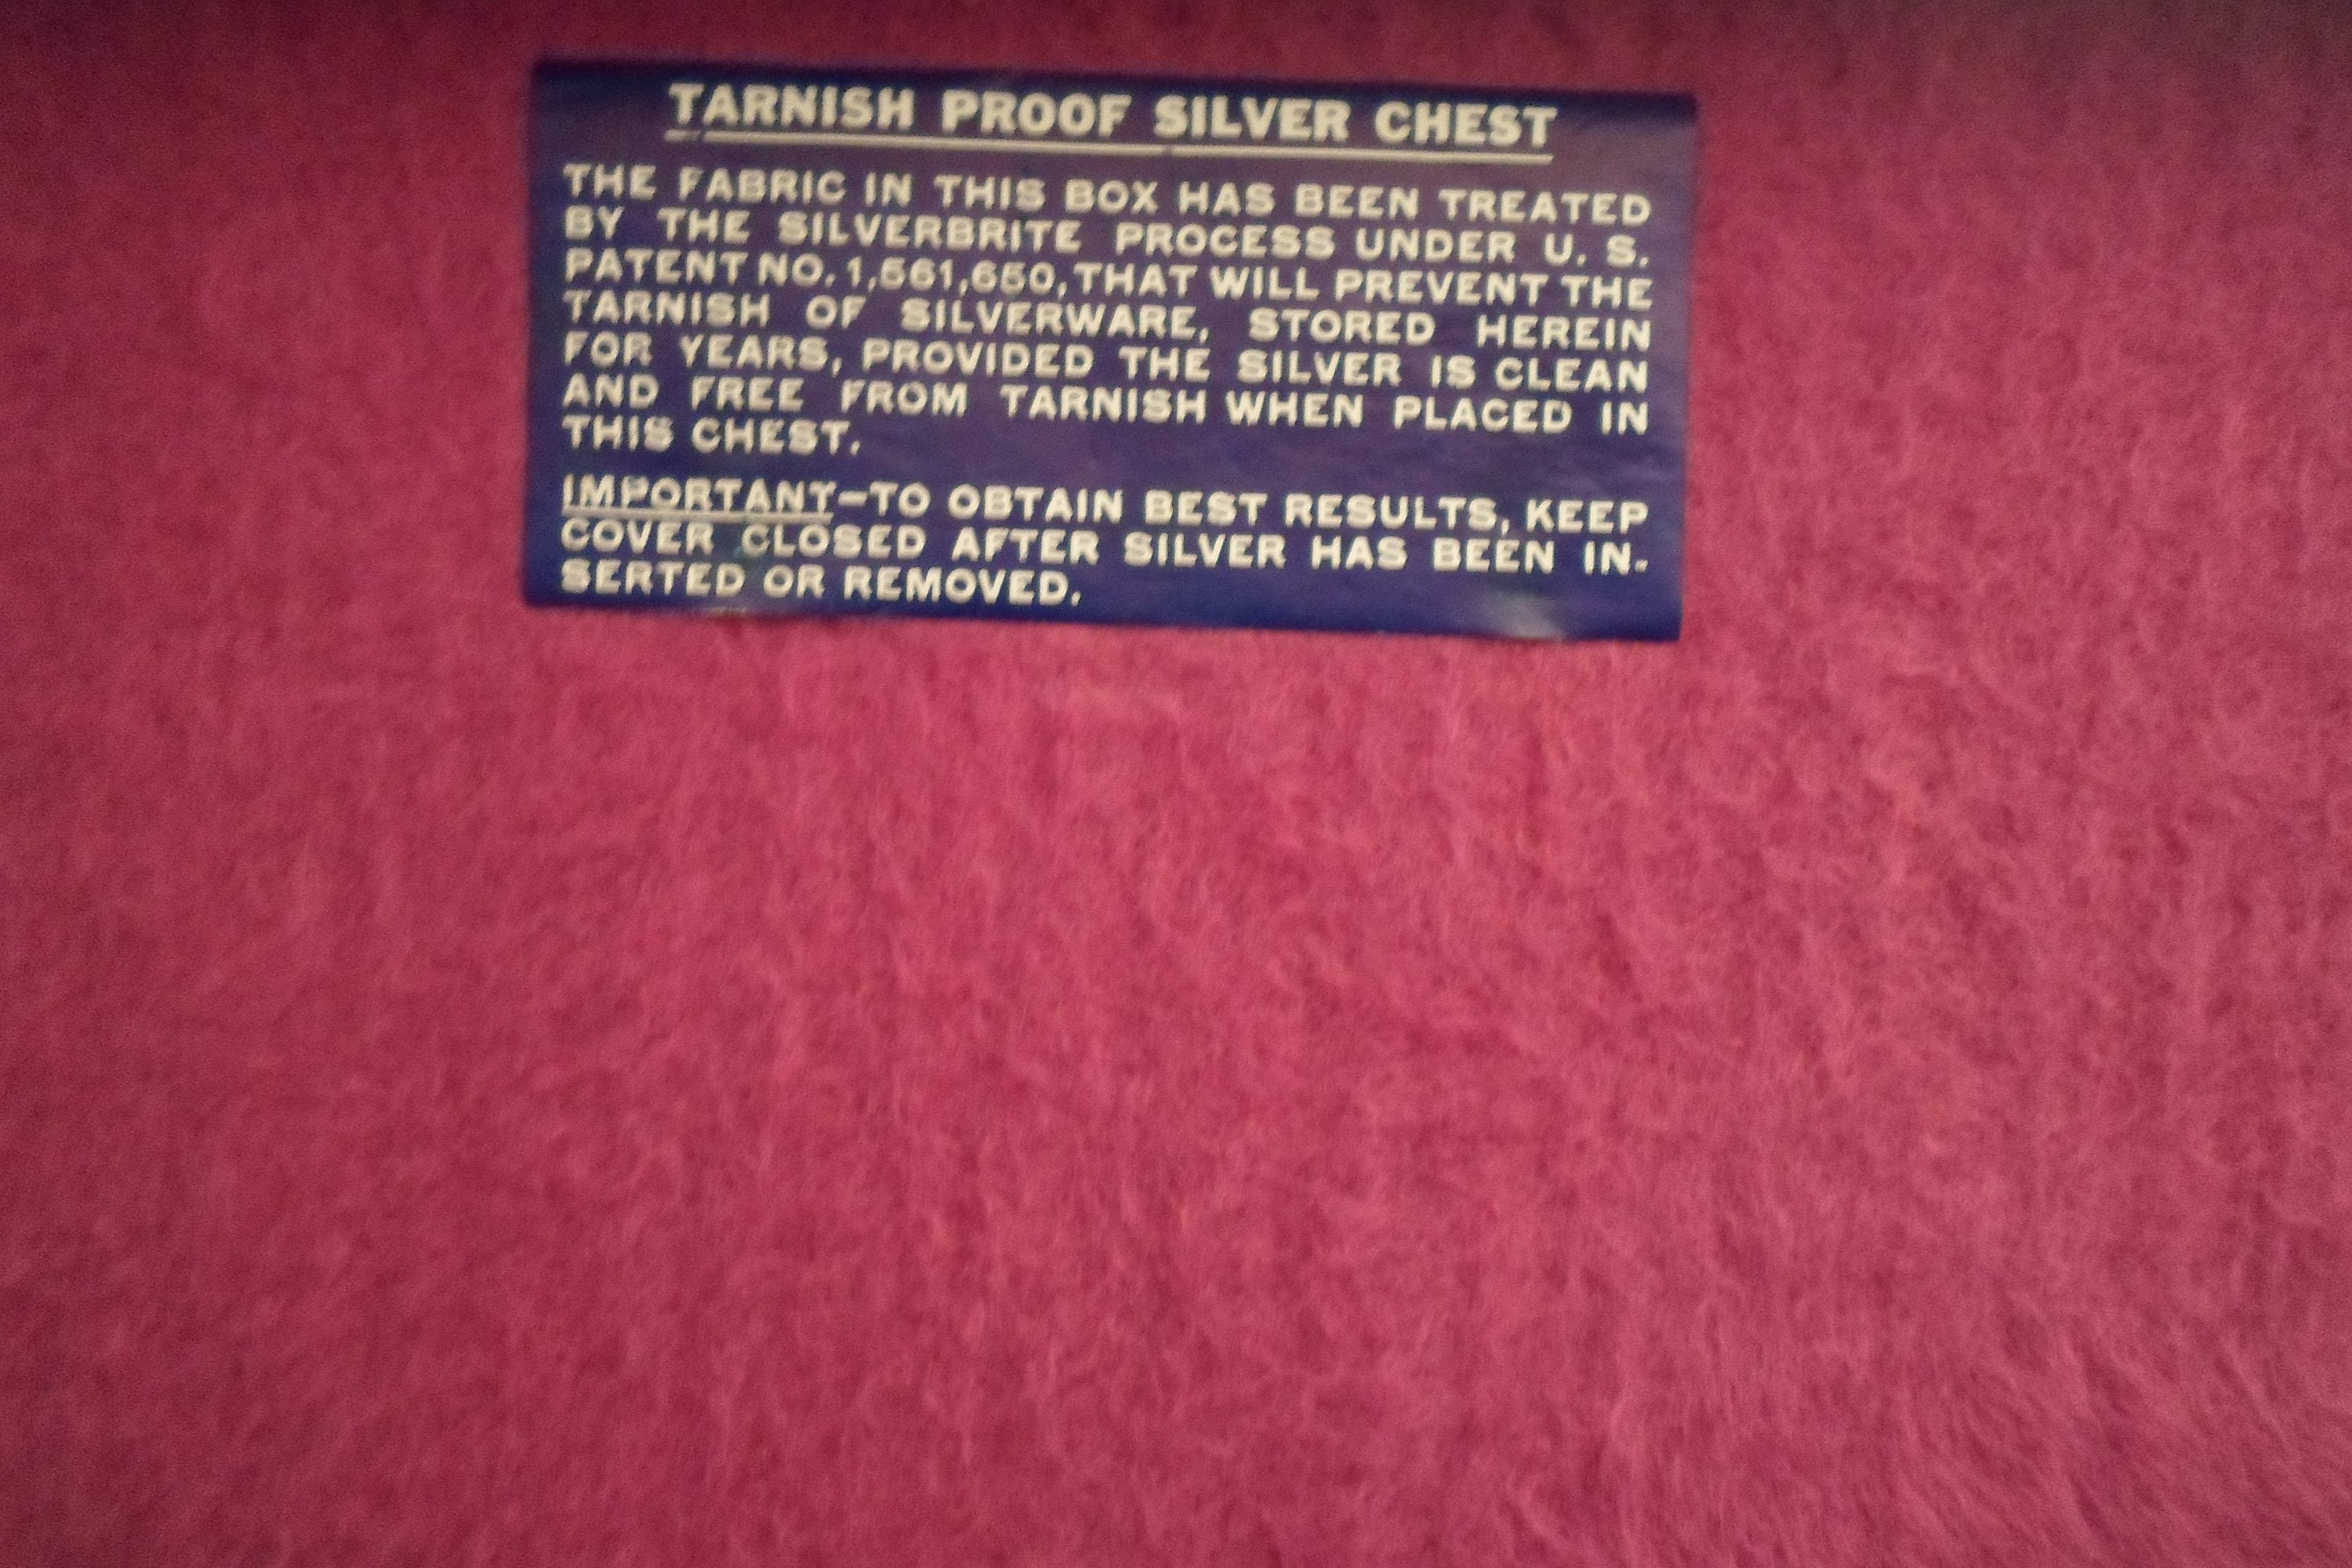 TARNISH PROOF SILVER CHEST
THE FABRIC IN THIS BOX HAS BEEN TREATED
BY THE SILVERBRITE PROCESS UNDER U. S.
PATENT NO. 1,561,650, THAT WILL PREVENT THE
TARNISH OF SILVERWARE, STORED HEREIN
FOR YEARS, PROVIDED THE SILVER IS CLEAN
AND FREE FROM TARNISH WHEN PLACED IN
THIS CHEST.
IMPORTANT-TO OBTAIN BEST RESULTS, KEEP
COVER CLOSED AFTER SILVER HAS BEEN IN-
SERTED OR REMOVED.